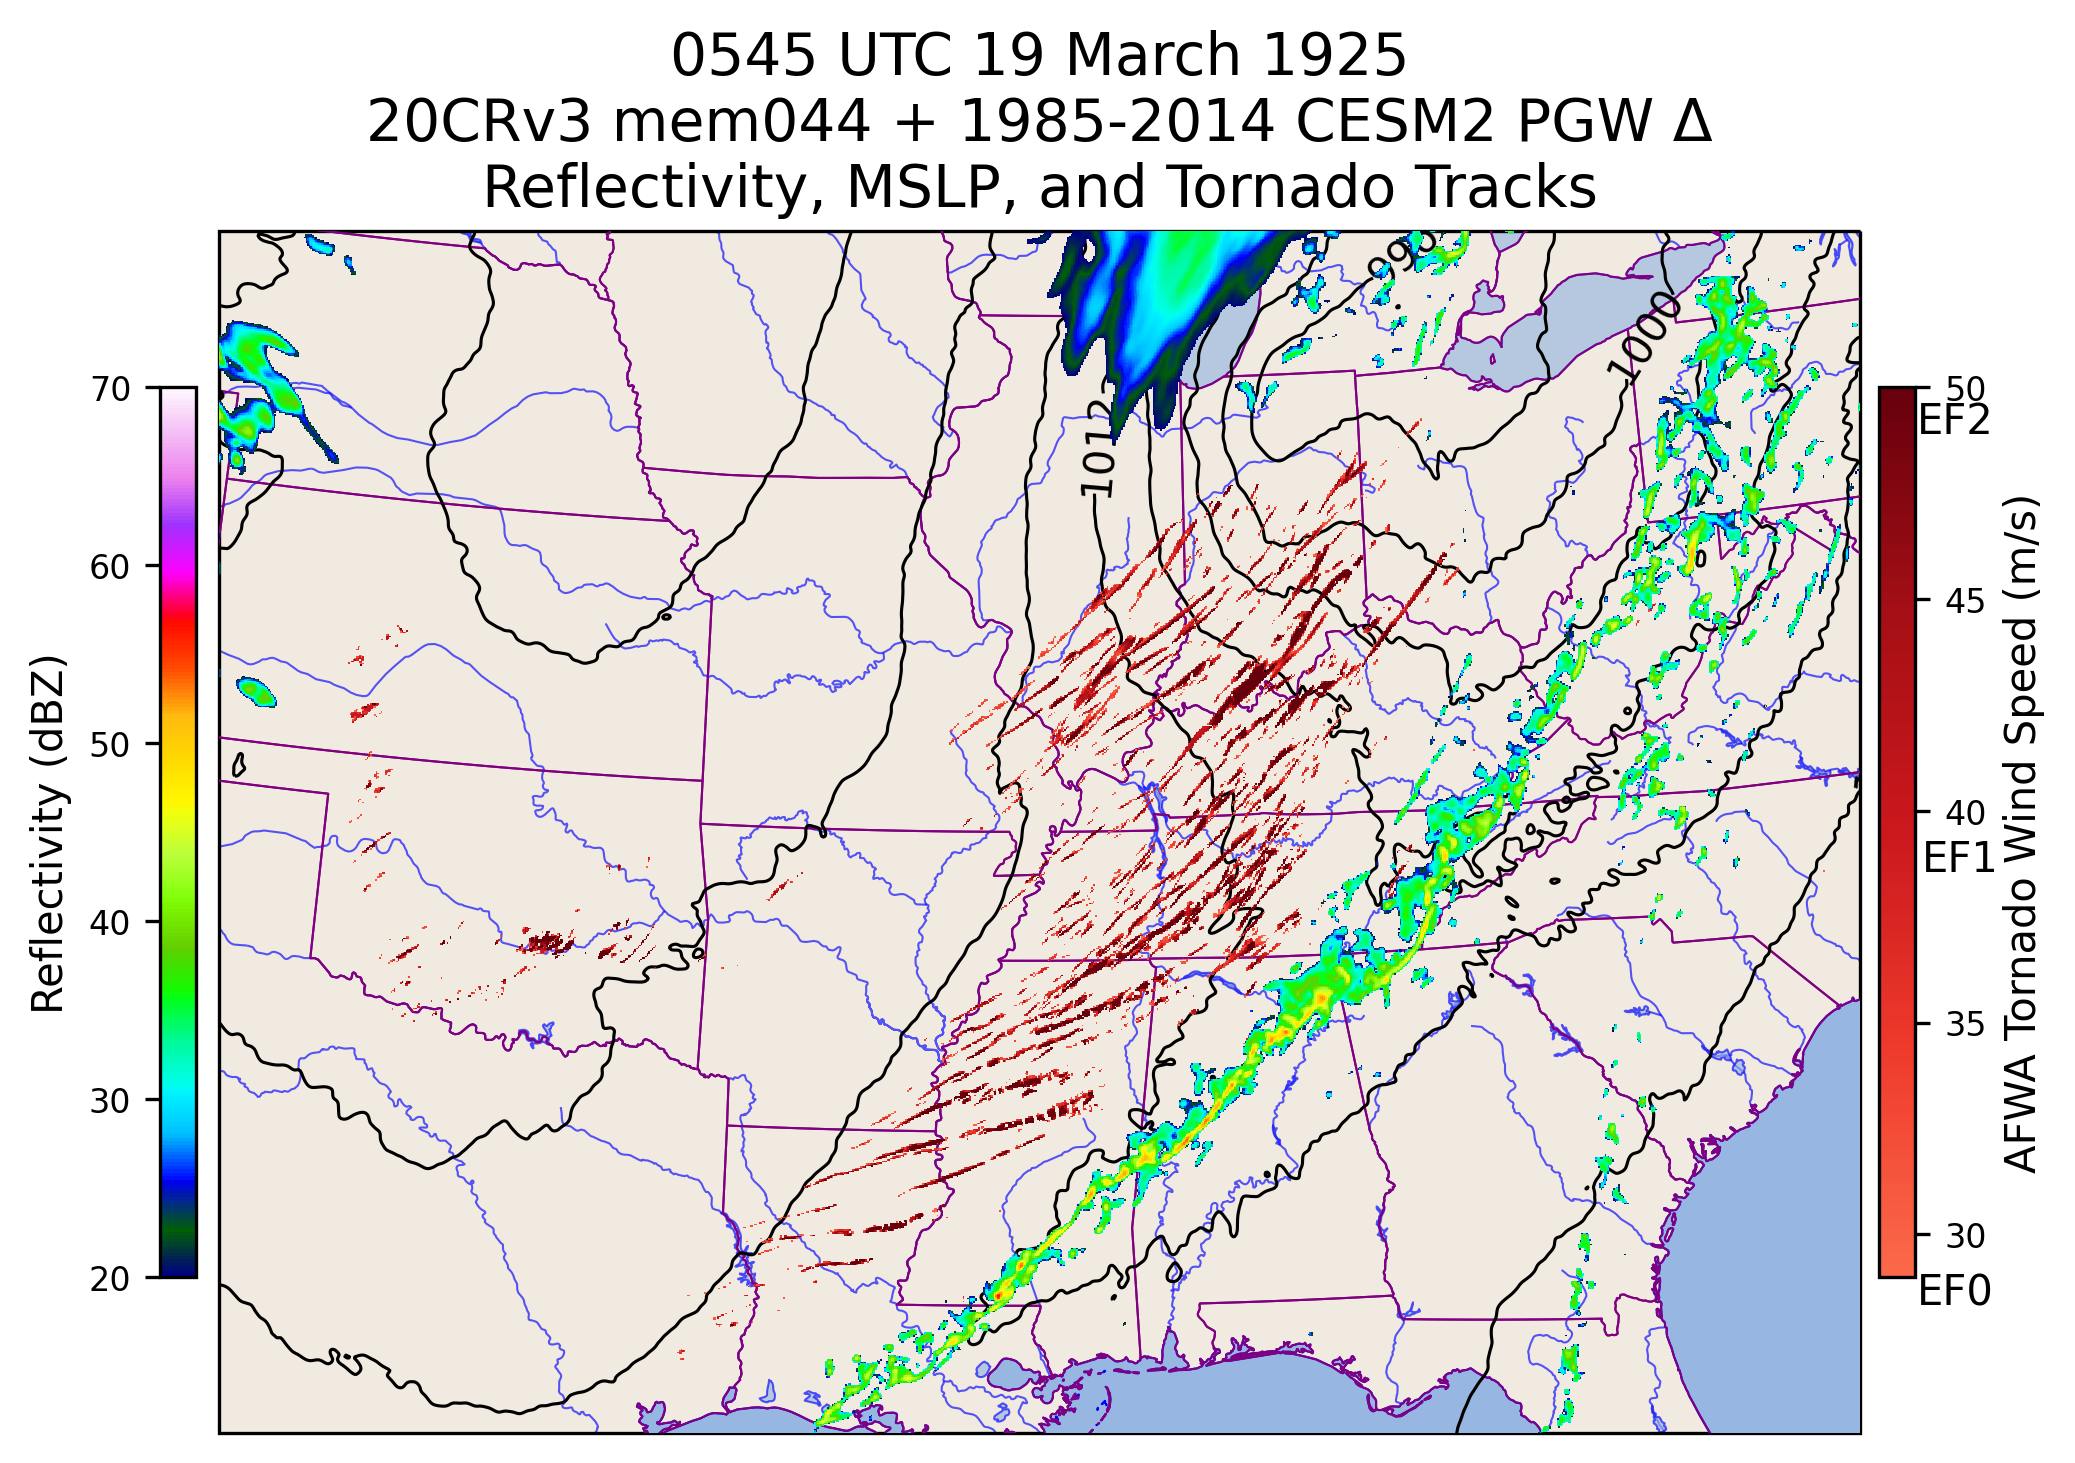 0545 UTC 19 March 1925
20CRv3 mem044 + 1985-2014 CESM2 PGW Δ
Reflectivity, MSLP, and Tornado Tracks
1000
1012
70
60
50
40
30
20
Reflectivity (dBZ)
50
EF2
45
40
EF1
35
30
EF0
AFWA Tornado Wind Speed (m/s)